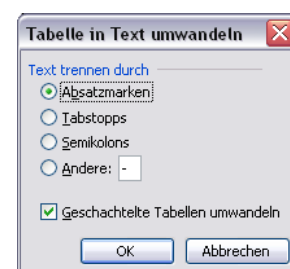 Tabelle in Text umwandeln
Text trennen durch
Absatzmarken
Tabstopps
Semikolons
Andere: -
Geschachtelte Tabellen umwandeln
OK Abbrechen